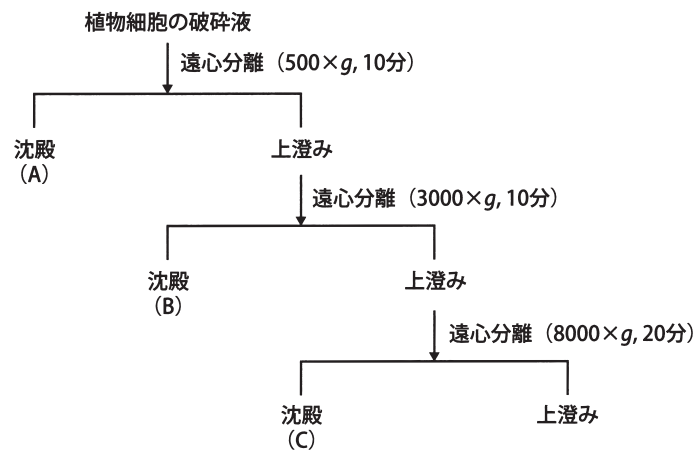 植物細胞の破砕液
遠心分離（500×g, 10分）
沈殿
（A）
上澄み
遠心分離（3000×g, 10分）
沈殿
（B）
上澄み
遠心分離（8000×g, 20分）
沈殿
（C）
上澄み